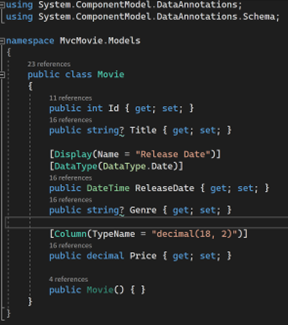 using System.ComponentModel.DataAnnotations;
using System.ComponentModel.DataAnnotations.Schema;
namespace MvcMovie.Models
{
23 references
public class Movie
{
11 references
public int Id { get; set; }
16 references
public string? Title { get; set; }
[Display(Name = "Release Date")]
[DataType(DataType.Date)]
16 references
public DateTime ReleaseDate { get; set; }
16 references
public string? Genre { get; set; }
[Column(TypeName = "decimal(18, 2)")]
16 references
public decimal Price { get; set; }
4 references
public Movie() { }
}
}